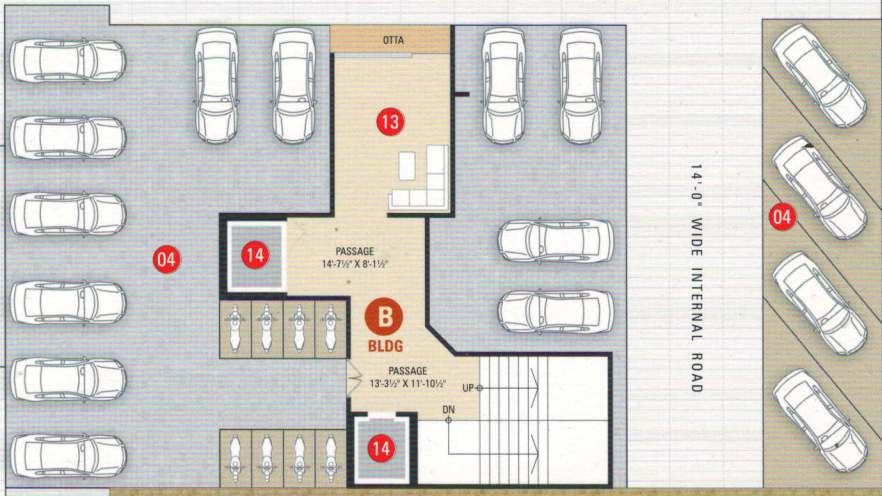 OTTA
13
04
14
PASSAGE
14'-7½" X 8'-1½"
B
BLDG
PASSAGE
13'-3½" X 11'-10½"
UP
DN
14
14'-0" WIDE INTERNAL ROAD
04